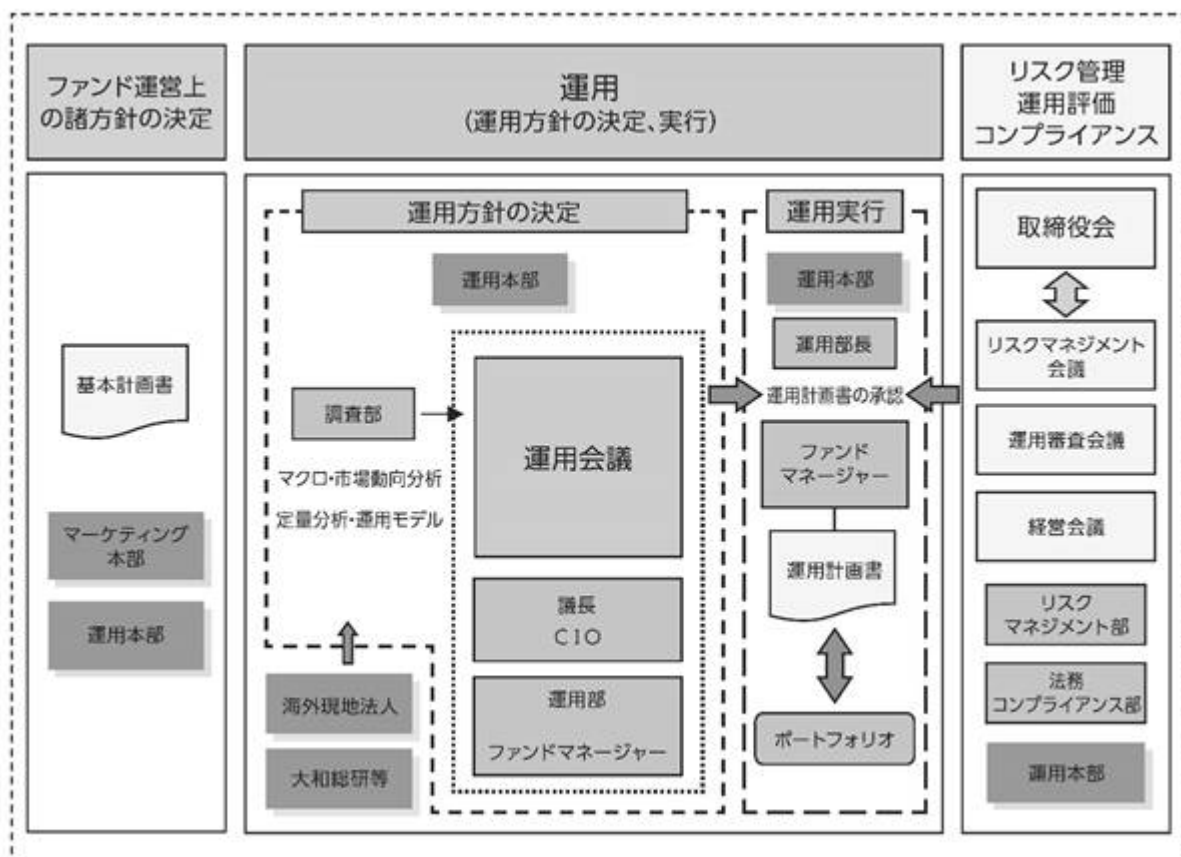 ファンド運営上
の諸方針の決定
運用
(運用方針の決定、実行)
リスク管理
運用評価
コンプライアンス
基本計画書
マーケティング
本部
運用本部
運用方針の決定
運用本部
調査部
マクロ・市場動向分析
定量分析・運用モデル
海外現地法人
大和総研等
運用会議
議長
CIO
運用部
ファンドマネージャー
運用実行
運用本部
運用部長
運用計画書の承認
ファンド
マネージャー
運用計画書
ポートフォリオ
取締役会
リスクマネジメント
会議
運用審査会議
経営会議
リスク
マネジメント部
法務
コンプライアンス部
運用本部